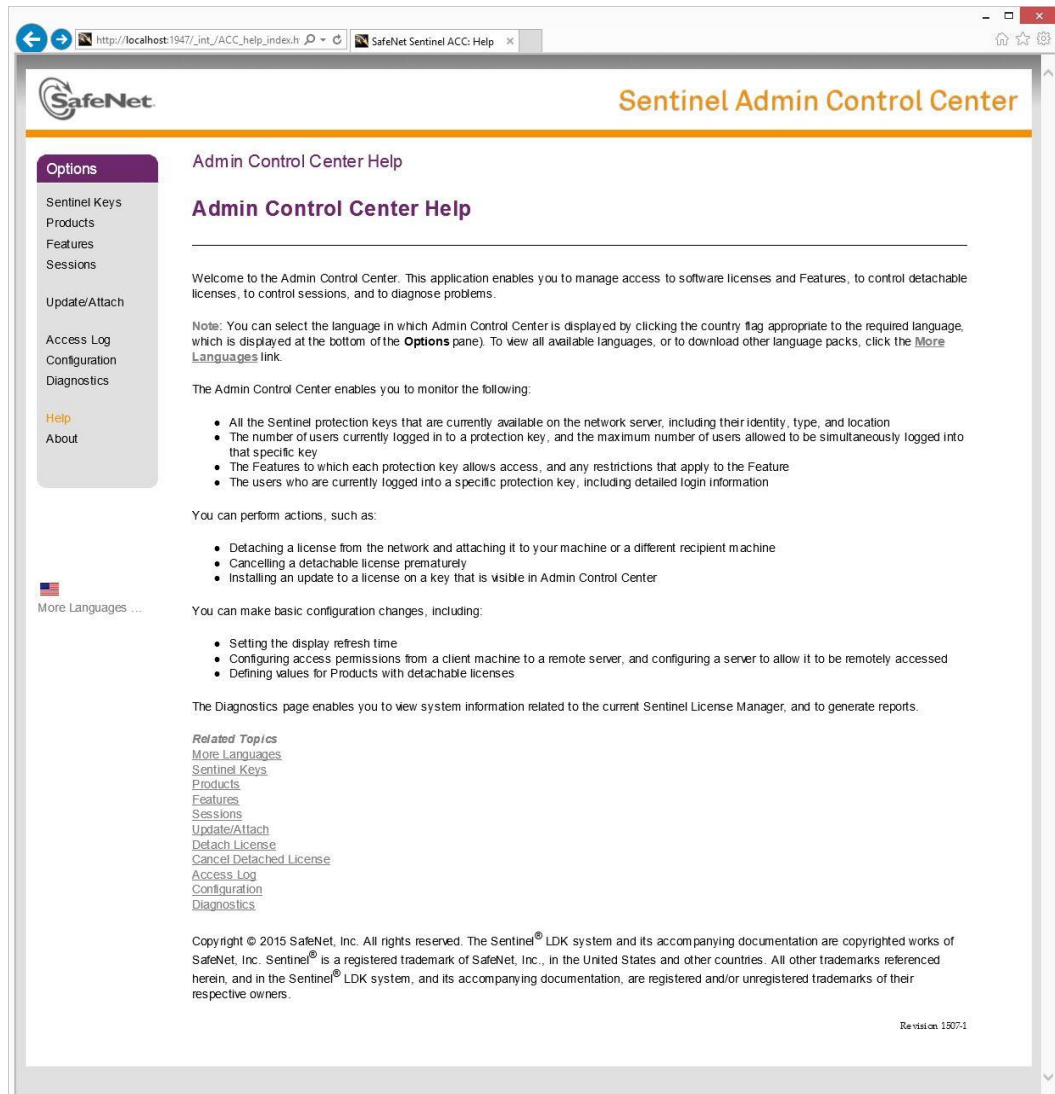 http://localhost:1947/_int_/ACC_help_index.h
SafeNet Sentinel ACC: Help
SafeNet.
Sentinel Admin Control Center
Options
Sentinel Keys
Products
Features
Sessions
Update/Attach
Access Log
Configuration
Diagnostics
Help
About
More Languages ...
Admin Control Center Help
Admin Control Center Help
Welcome to the Admin Control Center. This application enables you to manage access to software licenses and Features, to control detachable
licenses, to control sessions, and to diagnose problems.
Note: You can select the language in which Admin Control Center is displayed by clicking the country flag appropriate to the required language,
which is displayed at the bottom of the Options pane). To view all available languages, or to download other language packs, click the More
Languages link.
The Admin Control Center enables you to monitor the following:
• All the Sentinel protection keys that are currently available on the network server, including their identity, type, and location
• The number of users currently logged in to a protection key, and the maximum number of users allowed to be simultaneously logged into
that specific key
• The Features to which each protection key allows access, and any restrictions that apply to the Feature
• The users who are currently logged into a specific protection key, including detailed login information
You can perform actions, such as:
• Detaching a license from the network and attaching it to your machine or a different recipient machine
• Cancelling a detachable license prematurely
• Installing an update to a license on a key that is visible in Admin Control Center
You can make basic configuration changes, including:
• Setting the display refresh time
• Configuring access permissions from a client machine to a remote server, and configuring a server to allow it to be remotely accessed
• Defining values for Products with detachable licenses
The Diagnostics page enables you to view system information related to the current Sentinel License Manager, and to generate reports.
Related Topics
More Languages
Sentinel Keys
Products
Features
Sessions
Update/Attach
Detach License
Cancel Detached License
Access Log
Configuration
Diagnostics
Copyright © 2015 SafeNet, Inc. All rights reserved. The Sentinel® LDK system and its accompanying documentation are copyrighted works of
SafeNet, Inc. Sentinel® is a registered trademark of SafeNet, Inc., in the United States and other countries. All other trademarks referenced
herein, and in the Sentinel® LDK system, and its accompanying documentation, are registered and/or unregistered trademarks of their
respective owners.
Revision 1507-1